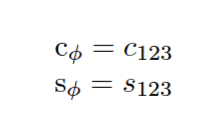 c_ϕ = c_123
s_ϕ = s_123